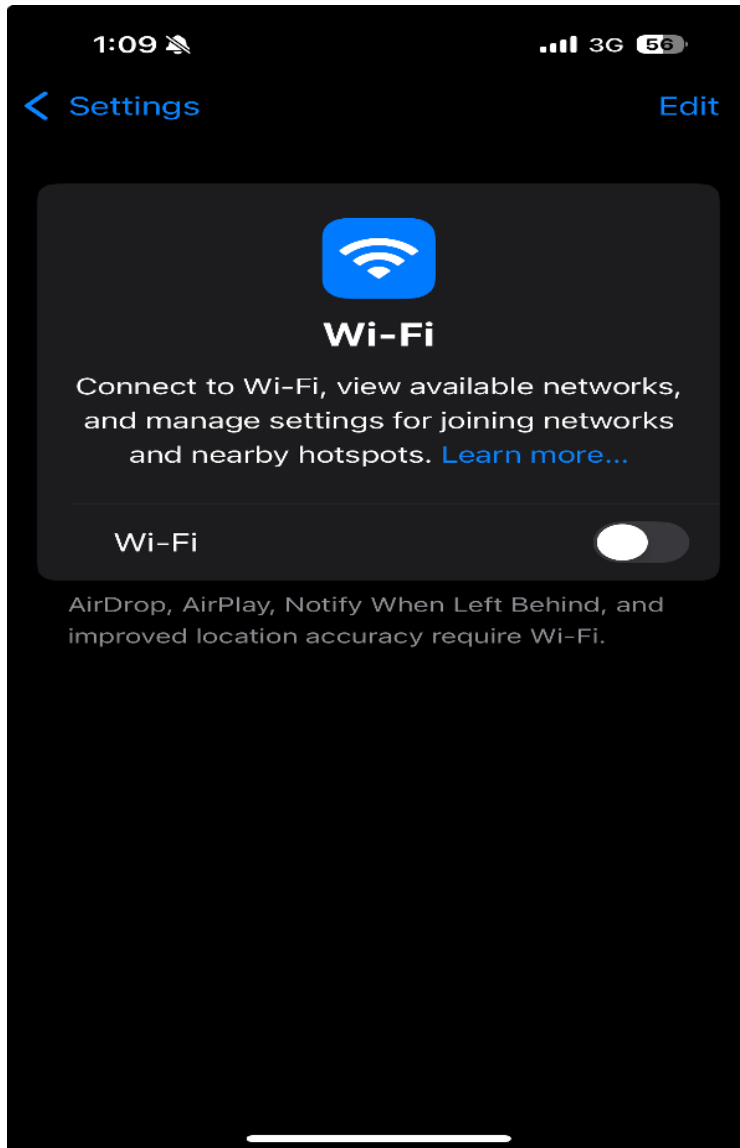 1:09 3G 56
Settings Edit
Wi-Fi
Connect to Wi-Fi, view available networks,
and manage settings for joining networks
and nearby hotspots. Learn more...
Wi-Fi
AirDrop, AirPlay, Notify When Left Behind, and
improved location accuracy require Wi-Fi.